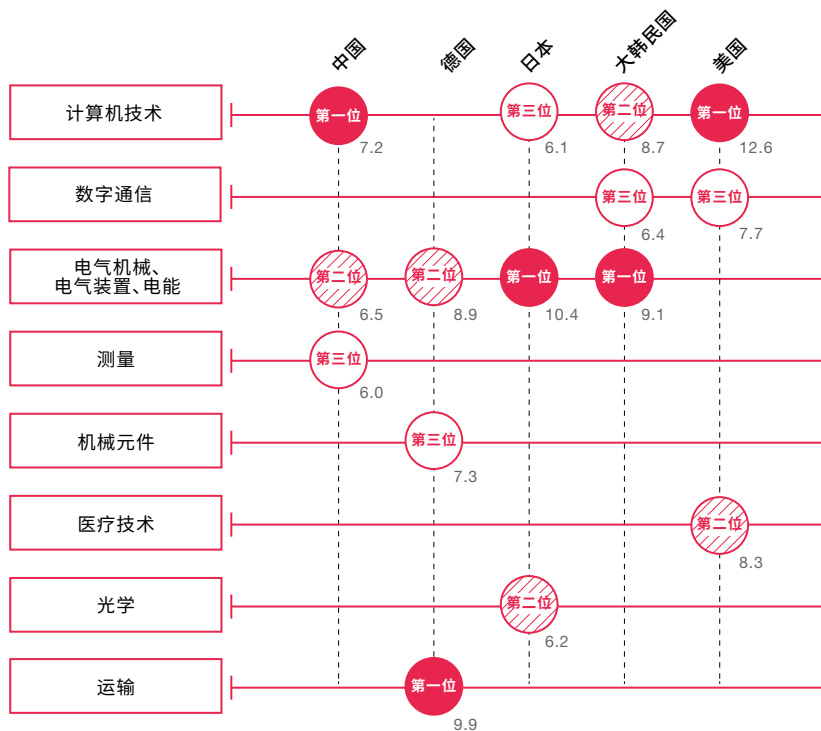 中国
德国
日本
大韩民国
美国
计算机技术
第一位
7.2
第三位
6.1
第二位
8.7
第一位
12.6
数字通信
第三位
6.4
第三位
7.7
电气机械、
电气装置、电能
第二位
6.5
第二位
8.9
第一位
10.4
第一位
9.1
测量
第三位
6.0
机械元件
第三位
7.3
医疗技术
第二位
8.3
光学
第二位
6.2
运输
第一位
9.9